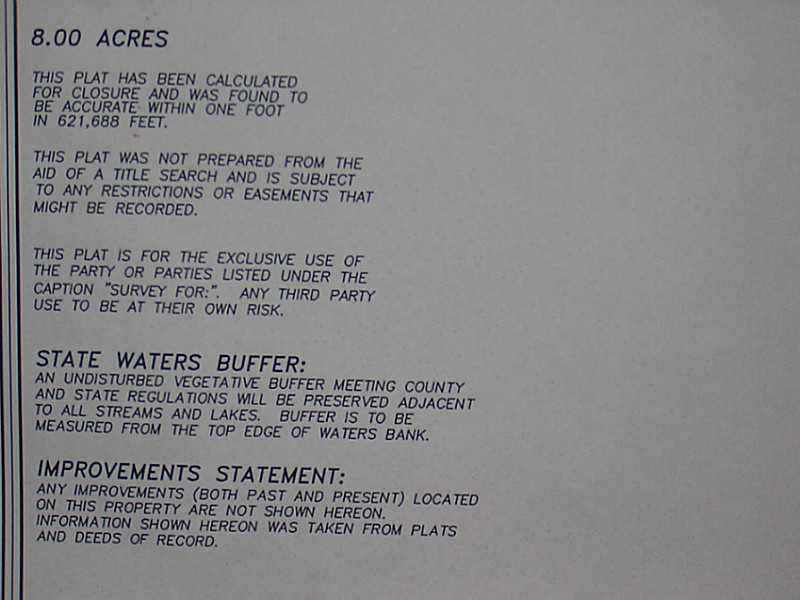 8.00 ACRES
THIS PLAT HAS BEEN CALCULATED
FOR CLOSURE AND WAS FOUND TO
BE ACCURATE WITHIN ONE FOOT
IN 621,688 FEET.
THIS PLAT WAS NOT PREPARED FROM THE
AID OF A TITLE SEARCH AND IS SUBJECT
TO ANY RESTRICTIONS OR EASEMENTS THAT
MIGHT BE RECORDED.
THIS PLAT IS FOR THE EXCLUSIVE USE OF
THE PARTY OR PARTIES LISTED UNDER THE
CAPTION "SURVEY FOR:". ANY THIRD PARTY
USE TO BE AT THEIR OWN RISK.
STATE WATERS BUFFER:
AN UNDISTURBED VEGETATIVE BUFFER MEETING COUNTY
AND STATE REGULATIONS WILL BE PRESERVED ADJACENT
TO ALL STREAMS AND LAKES. BUFFER IS TO BE
MEASURED FROM THE TOP EDGE OF WATERS BANK.
IMPROVEMENTS STATEMENT:
ANY IMPROVEMENTS (BOTH PAST AND PRESENT) LOCATED
ON THIS PROPERTY ARE NOT SHOWN HEREON.
INFORMATION SHOWN HEREON WAS TAKEN FROM PLATS
AND DEEDS OF RECORD.